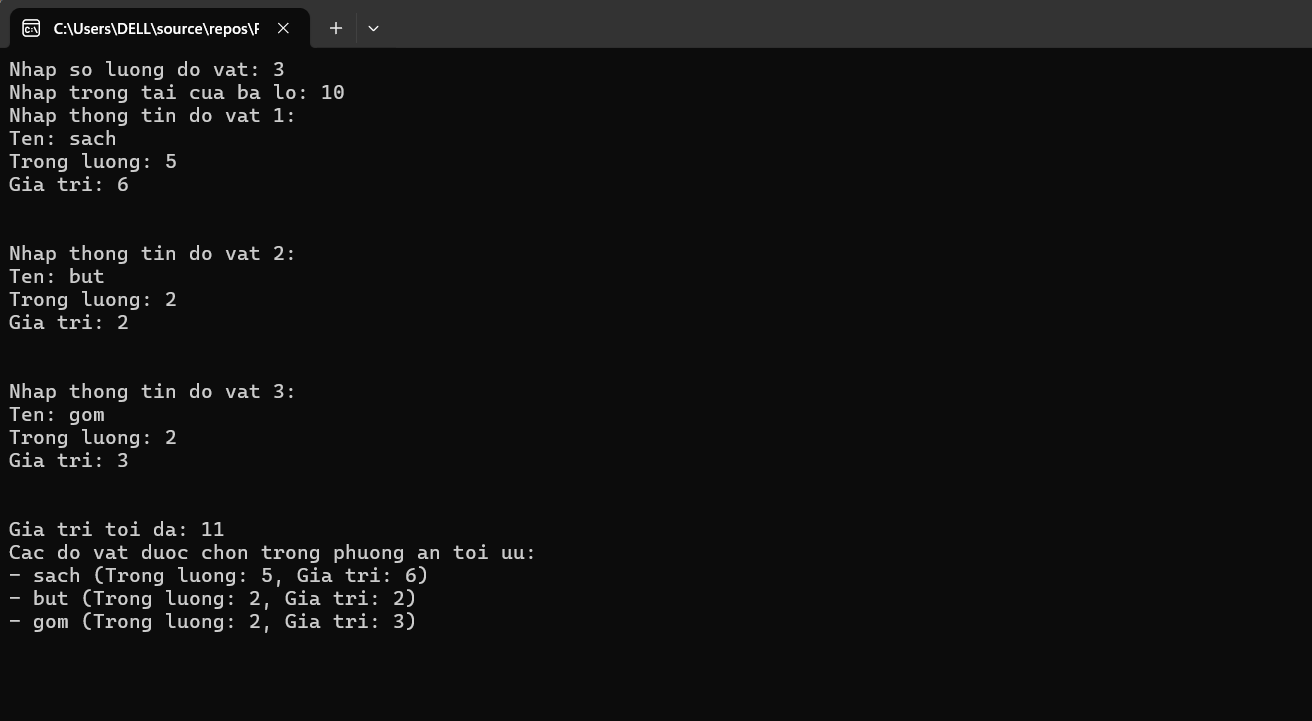 C:\Users\DELL\source\repos\F
Nhap so luong do vat: 3
Nhap trong tai cua ba lo: 10
Nhap thong tin do vat 1:
Ten: sach
Trong luong: 5
Gia tri: 6
Nhap thong tin do vat 2:
Ten: but
Trong luong: 2
Gia tri: 2
Nhap thong tin do vat 3:
Ten: gom
Trong luong: 2
Gia tri: 3
Gia tri toi da: 11
Cac do vat duoc chon trong phuong an toi uu:
- sach (Trong luong: 5, Gia tri: 6)
- but (Trong luong: 2, Gia tri: 2)
- gom (Trong luong: 2, Gia tri: 3)